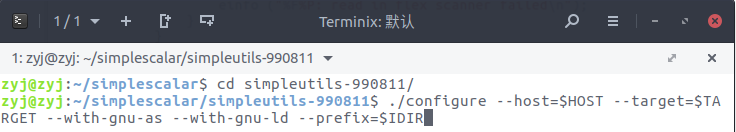 1 / 1
Terminix: 默认
1: zyj@zyj: ~/simplescalar/simpleutils-990811
zyj@zyj:~/simplescalar$ cd simpleutils-990811/
zyj@zyj:~/simplescalar/simpleutils-990811$ ./configure --host=$HOST --target=$TA
RGET --with-gnu-as --with-gnu-ld --prefix=$IDIR